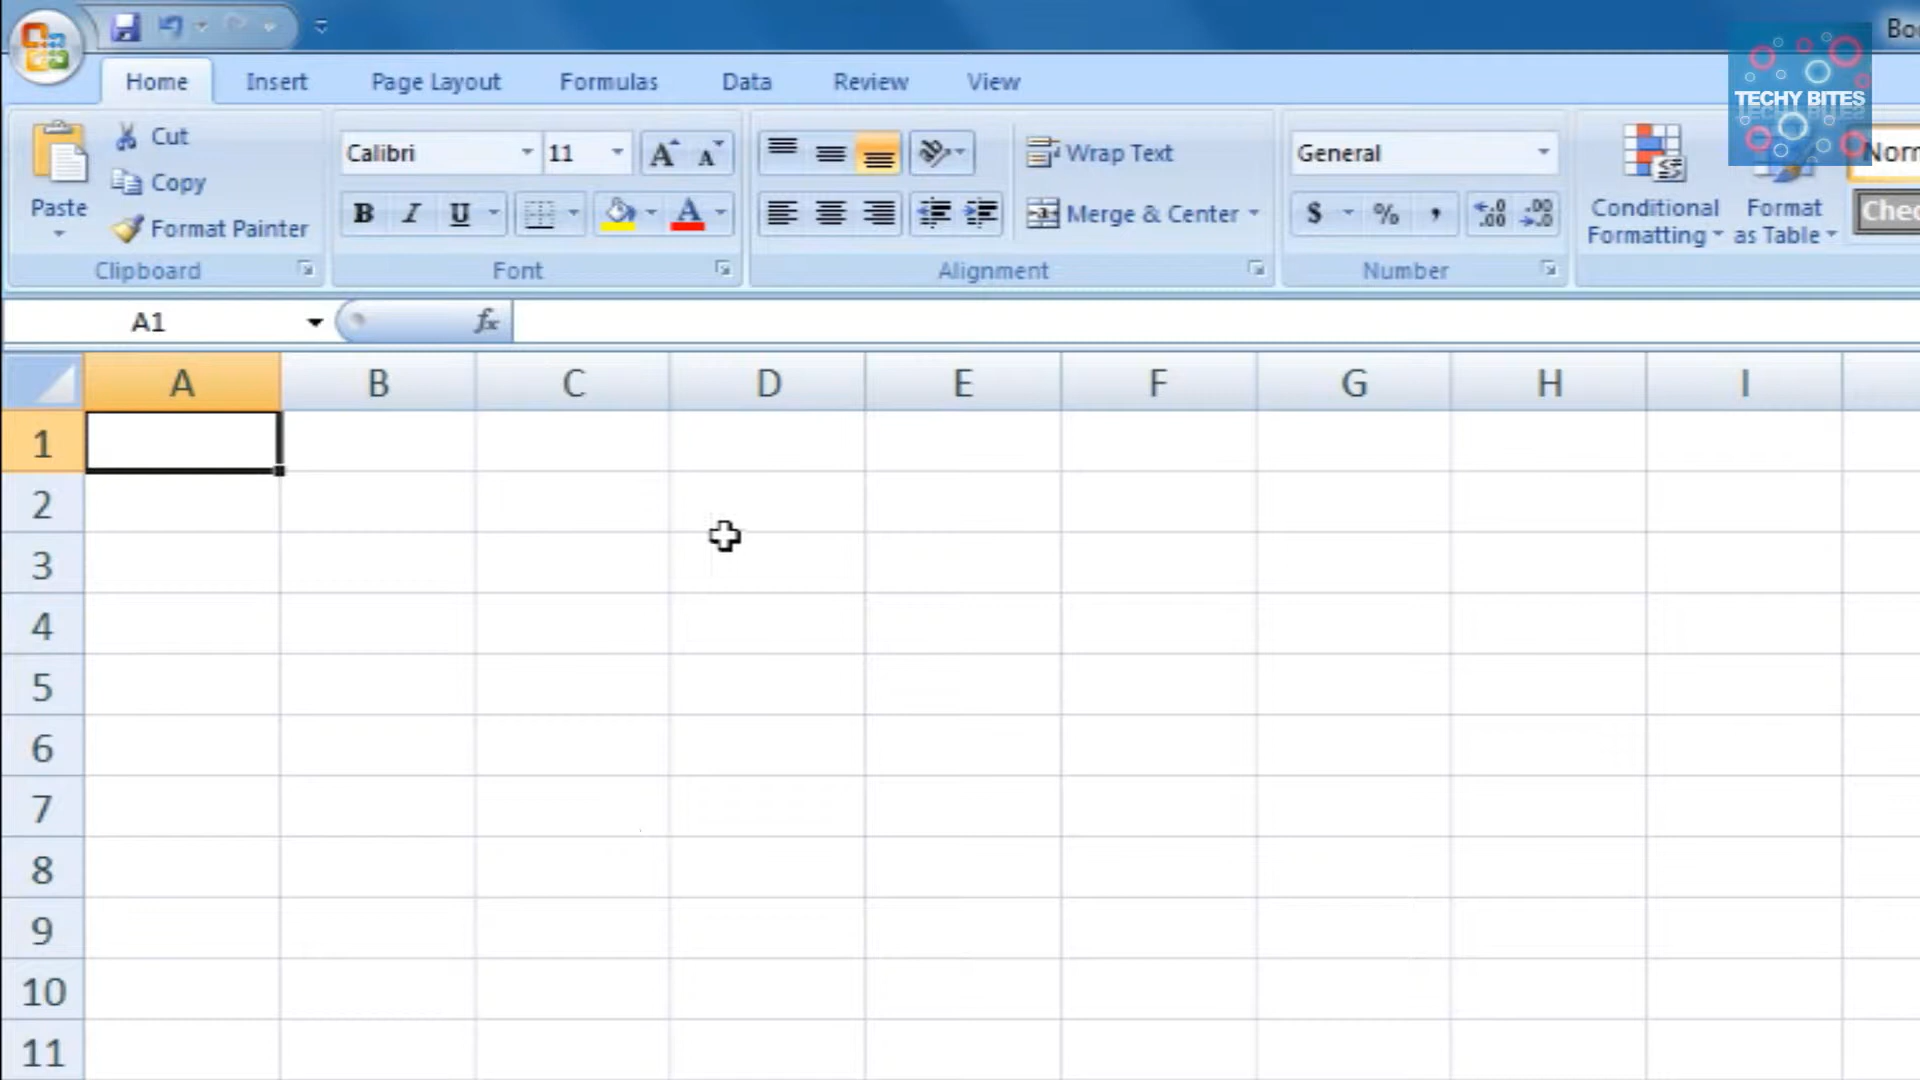 Home Insert Page Layout Formulas Data Review View
TECHY BITES
Cut
Copy
Format Painter
Paste
Clipboard
Calibri 11
B I U
Font
Wrap Text
Merge & Center
Alignment
General
$ % ,
Number
Conditional
Formatting
Format
as Table
A1
fx
A B C D E F G H I
1
2
3
4
5
6
7
8
9
10
11